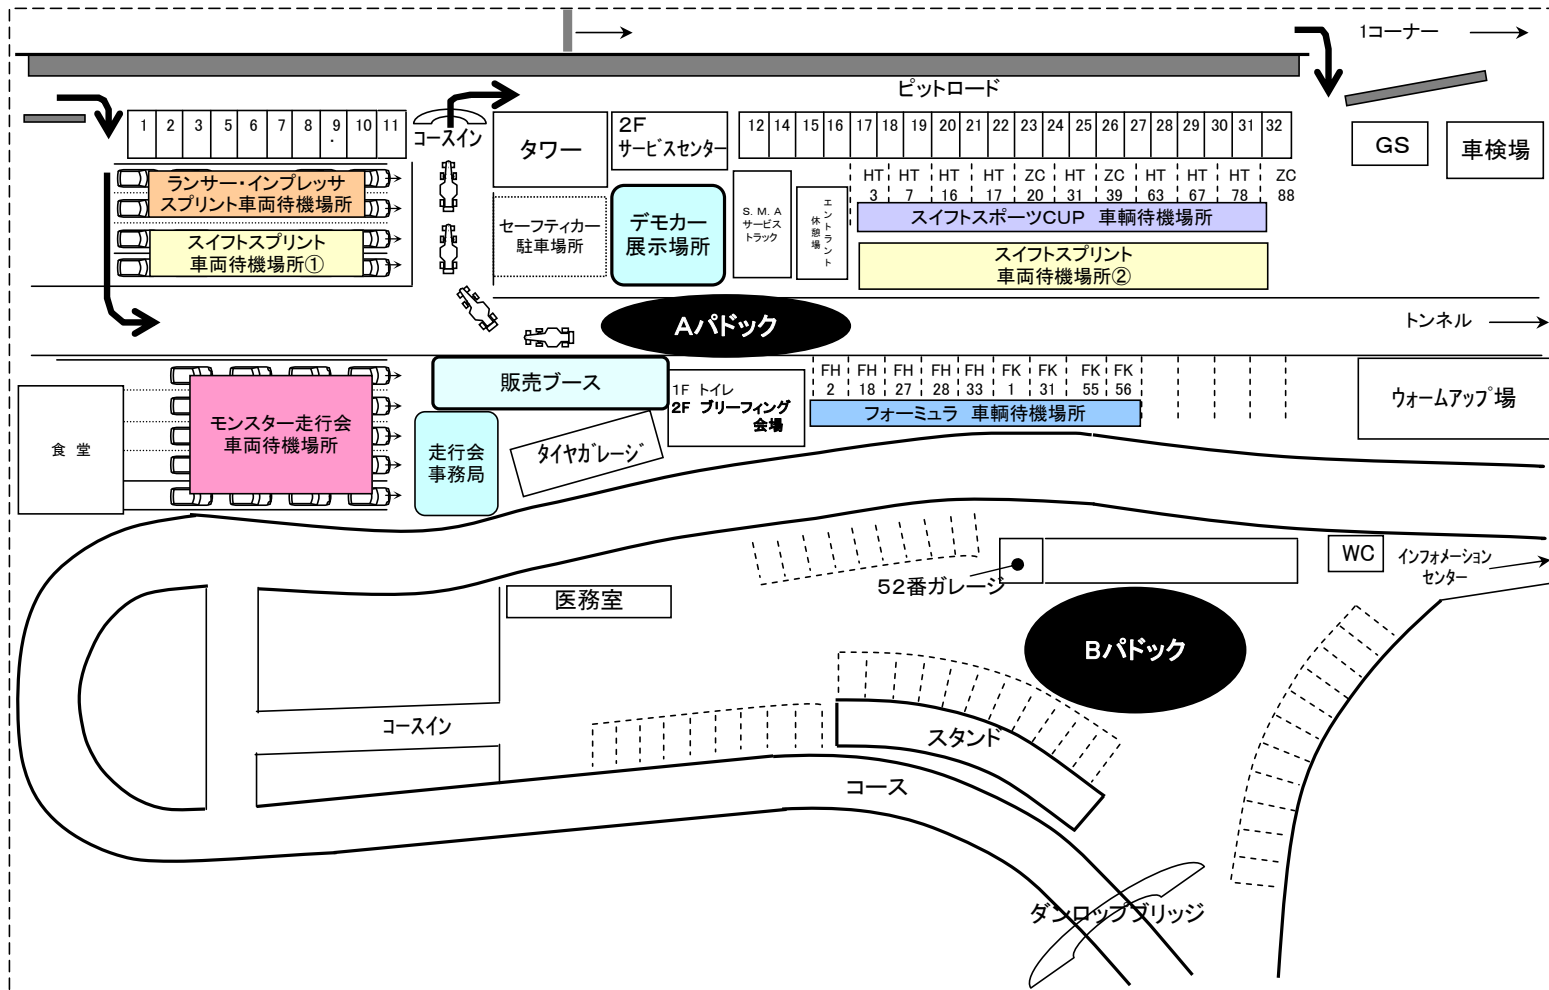 1コーナー
ピットロード
1 2 3 5 6 7 8 9 10 11
.
コースイン
タワー
2F
サービスセンター
12 14 15 16 17 18 19 20 21 22 23 24 25 26 27 28 29 30 31 32
GS
車検場
ランサー・インプレッサ
スプリント車両待機場所
スイフトスプリント
車両待機場所①
セーフティカー
駐車場所
デモカー
展示場所
S.M.A
サービス
トラック
エントラント
休憩場
HT HT HT HT ZC HT ZC HT HT HT ZC
3 7 16 17 20 31 39 63 67 78 88
スイフトスポーツCUP 車輌待機場所
スイフトスプリント
車両待機場所②
Aパドック
トンネル
食堂
モンスター走行会
車両待機場所
販売ブース
走行会
事務局
タイヤガレージ
1F トイレ
2F ブリーフィング
会場
FH FH FH FH FH FK FK FK FK
2 18 27 28 33 1 31 55 56
フォーミュラ 車輌待機場所
ウォームアップ場
52番ガレージ
WC
インフォメーション
センター
医務室
Bパドック
コースイン
スタンド
コース
ダンロップブリッジ